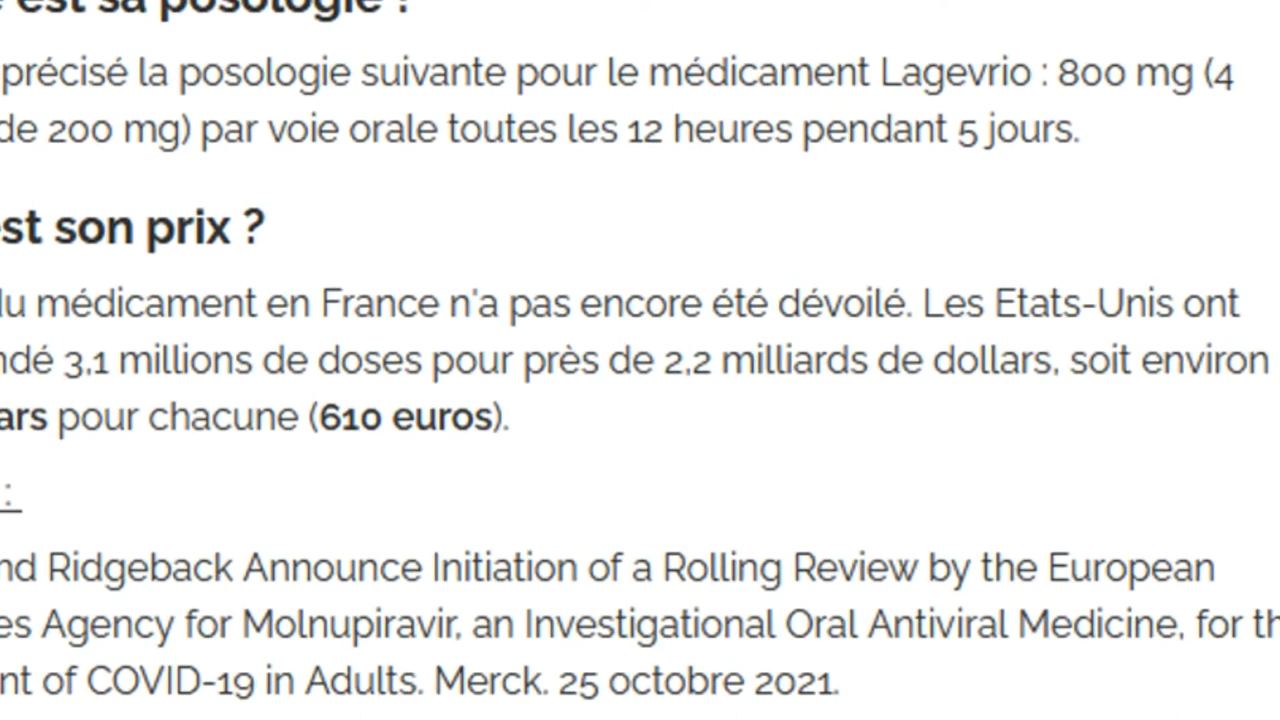 est sa posologie ?
précisé la posologie suivante pour le médicament Lagevrio : 800 mg (4
de 200 mg) par voie orale toutes les 12 heures pendant 5 jours.
est son prix ?
du médicament en France n'a pas encore été dévoilé. Les Etats-Unis ont
ndé 3,1 millions de doses pour près de 2,2 milliards de dollars, soit environ
ars pour chacune (610 euros).
:
nd Ridgeback Announce Initiation of a Rolling Review by the European
es Agency for Molnupiravir, an Investigational Oral Antiviral Medicine, for th
nt of COVID-19 in Adults. Merck. 25 octobre 2021.